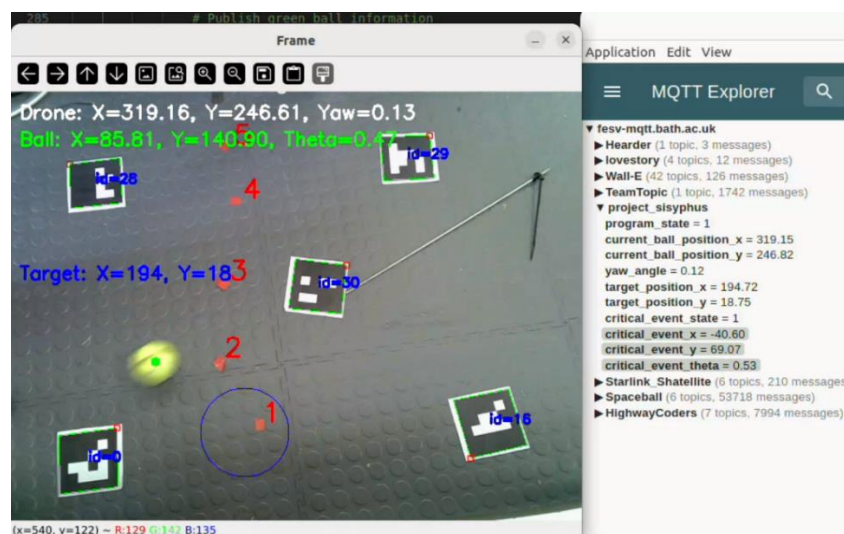 285 # Publish green ball information
Frame
Drone: X=319.16, Y=246.61, Yaw=0.13
Ball: X=85.81, Y=140.90, Theta=0.47
5
id=29
id=28
4
Target: X=194, Y=18
3
id=30
2
1
id=16
id=0
(x=540, y=122) ~ R:129 G:142 B:135
Application Edit View
MQTT Explorer
▼ fesv-mqtt.bath.ac.uk
▶ Hearder (1 topic, 3 messages)
▶ lovestory (4 topics, 12 messages)
▶ Wall-E (42 topics, 126 messages)
▶ TeamTopic (1 topic, 1742 messages)
▼ project_sisyphus
program_state = 1
current_ball_position_x = 319.15
current_ball_position_y = 246.82
yaw_angle = 0.12
target_position_x = 194.72
target_position_y = 18.75
critical_event_state = 1
critical_event_x = -40.60
critical_event_y = 69.07
critical_event_theta = 0.53
▶ Starlink_Shatellite (6 topics, 210 messages
▶ Spaceball (6 topics, 53718 messages)
▶ HighwayCoders (7 topics, 7994 messages)